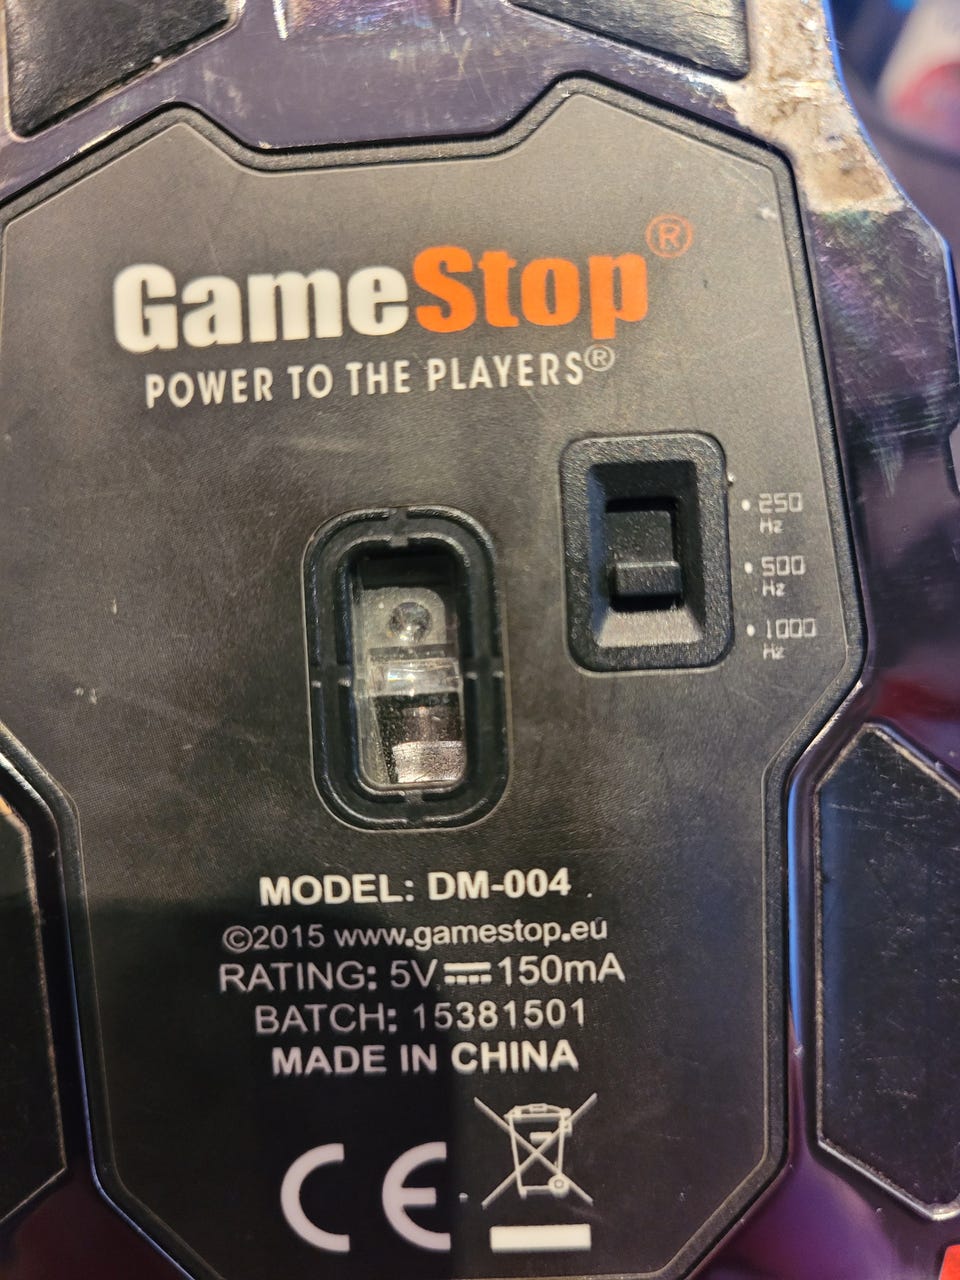 GameStop®
POWER TO THE PLAYERS®
• 250
Hz
• 500
Hz
• 1000
Hz
MODEL: DM-004
©2015 www.gamestop.eu
RATING: 5V⎓150mA
BATCH: 15381501
MADE IN CHINA
CE